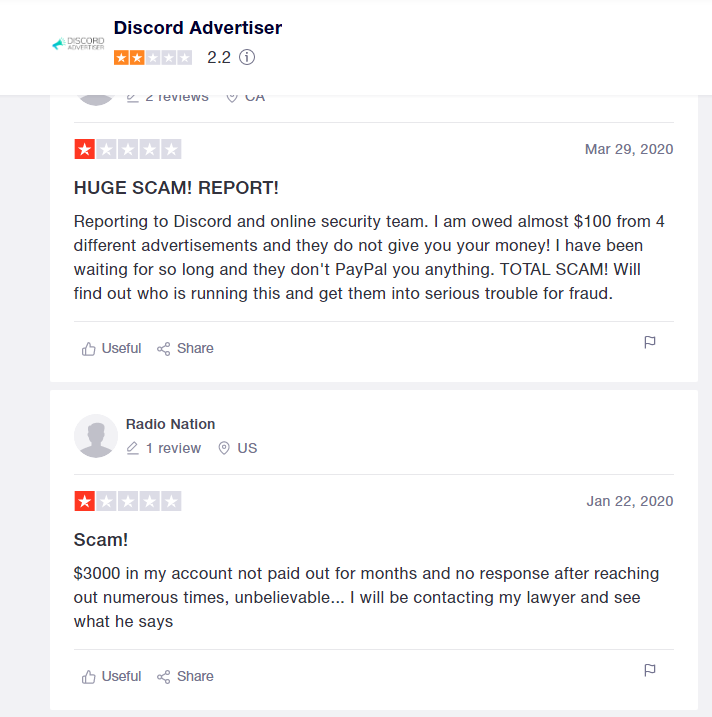 Discord Advertiser
DISCORD
ADVERTISER
2.2
2 reviews CA
Mar 29, 2020
HUGE SCAM! REPORT!
Reporting to Discord and online security team. I am owed almost $100 from 4
different advertisements and they do not give you your money! I have been
waiting for so long and they don't PayPal you anything. TOTAL SCAM! Will
find out who is running this and get them into serious trouble for fraud.
Useful Share
Radio Nation
1 review US
Jan 22, 2020
Scam!
$3000 in my account not paid out for months and no response after reaching
out numerous times, unbelievable... I will be contacting my lawyer and see
what he says
Useful Share